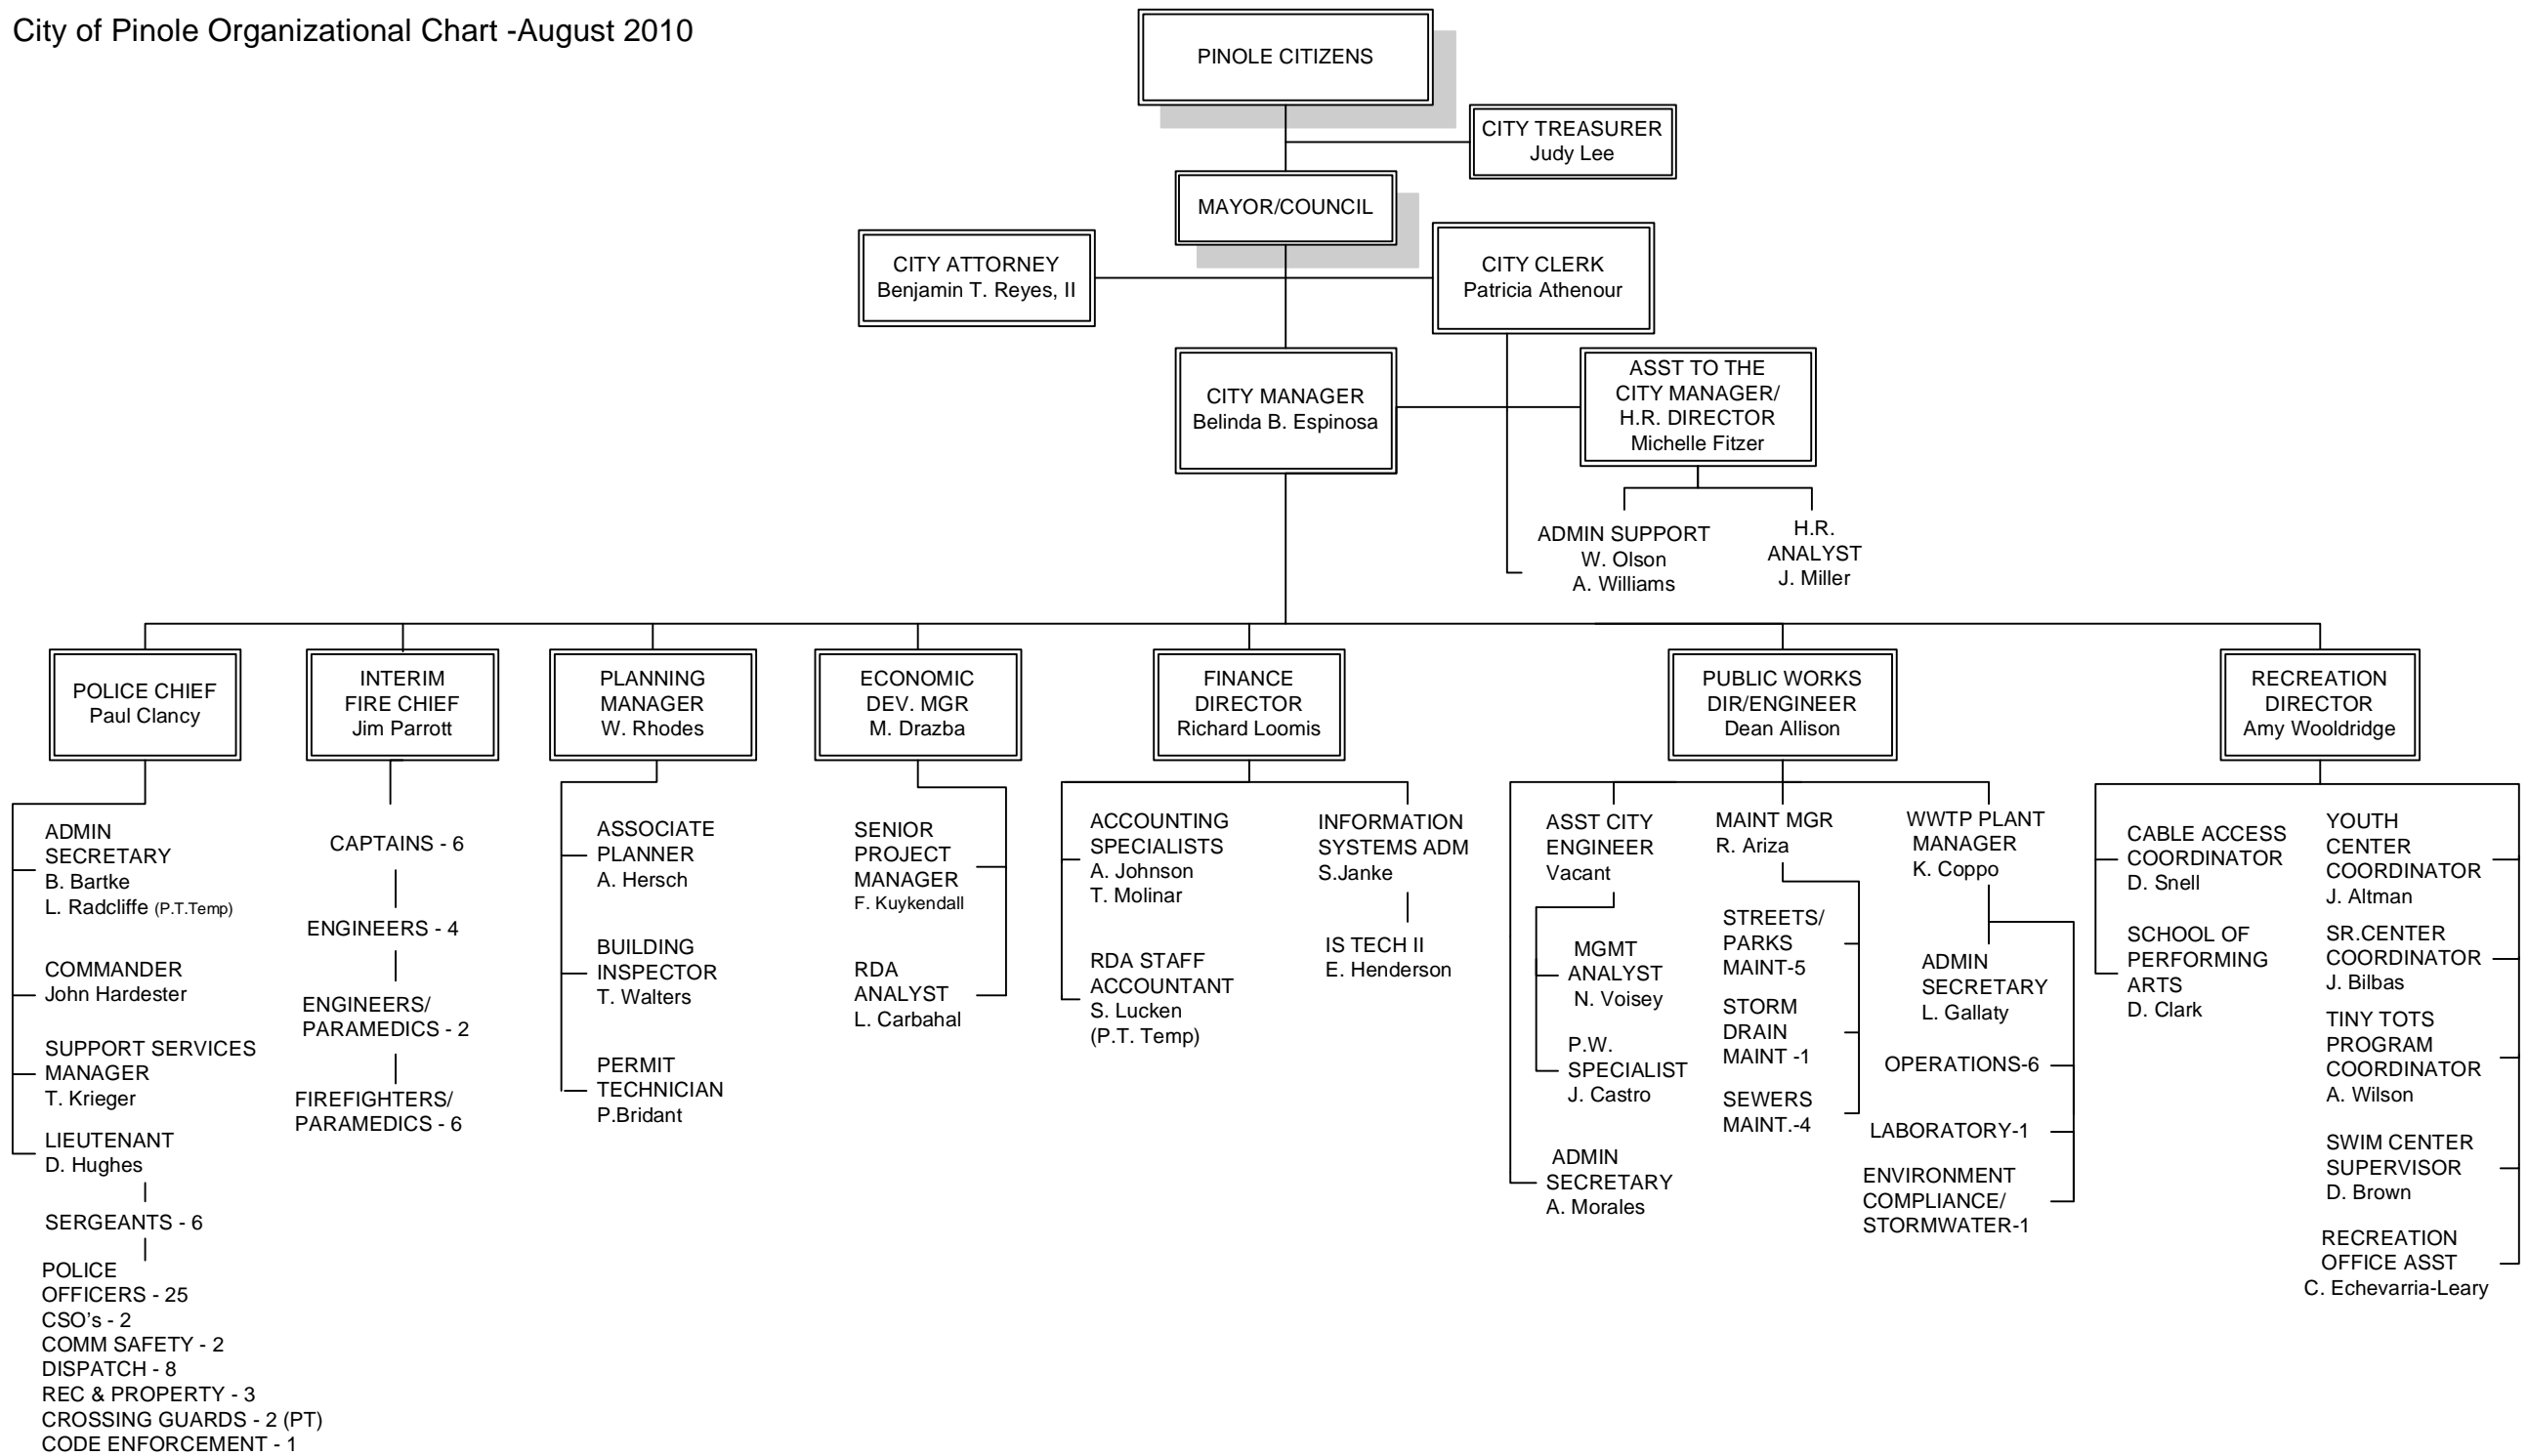 City of Pinole Organizational Chart -August 2010
PINOLE CITIZENS
CITY TREASURER
Judy Lee
MAYOR/COUNCIL
CITY ATTORNEY
Benjamin T. Reyes, II
CITY CLERK
Patricia Athenour
CITY MANAGER
Belinda B. Espinosa
ASST TO THE
CITY MANAGER/
H.R. DIRECTOR
Michelle Fitzer
ADMIN SUPPORT
W. Olson
A. Williams
H.R.
ANALYST
J. Miller
POLICE CHIEF
Paul Clancy
INTERIM
FIRE CHIEF
Jim Parrott
PLANNING
MANAGER
W. Rhodes
ECONOMIC
DEV. MGR
M. Drazba
FINANCE
DIRECTOR
Richard Loomis
PUBLIC WORKS
DIR/ENGINEER
Dean Allison
RECREATION
DIRECTOR
Amy Wooldridge
ADMIN
SECRETARY
B. Bartke
L. Radcliffe (P.T.Temp)
COMMANDER
John Hardester
SUPPORT SERVICES
MANAGER
T. Krieger
LIEUTENANT
D. Hughes
SERGEANTS - 6
POLICE
OFFICERS - 25
CSO's - 2
COMM SAFETY - 2
DISPATCH - 8
REC & PROPERTY - 3
CROSSING GUARDS - 2 (PT)
CODE ENFORCEMENT - 1
CAPTAINS - 6
ENGINEERS - 4
ENGINEERS/
PARAMEDICS - 2
FIREFIGHTERS/
PARAMEDICS - 6
ASSOCIATE
PLANNER
A. Hersch
BUILDING
INSPECTOR
T. Walters
PERMIT
TECHNICIAN
P.Bridant
SENIOR
PROJECT
MANAGER
F. Kuykendall
RDA
ANALYST
L. Carbahal
ACCOUNTING
SPECIALISTS
A. Johnson
T. Molinar
RDA STAFF
ACCOUNTANT
S. Lucken
(P.T. Temp)
INFORMATION
SYSTEMS ADM
S.Janke
IS TECH II
E. Henderson
ASST CITY
ENGINEER
Vacant
MGMT
ANALYST
N. Voisey
P.W.
SPECIALIST
J. Castro
ADMIN
SECRETARY
A. Morales
MAINT MGR
R. Ariza
STREETS/
PARKS
MAINT-5
STORM
DRAIN
MAINT -1
SEWERS
MAINT.-4
WWTP PLANT
MANAGER
K. Coppo
ADMIN
SECRETARY
L. Gallaty
OPERATIONS-6
LABORATORY-1
ENVIRONMENT
COMPLIANCE/
STORMWATER-1
CABLE ACCESS
COORDINATOR
D. Snell
SCHOOL OF
PERFORMING
ARTS
D. Clark
YOUTH
CENTER
COORDINATOR
J. Altman
SR.CENTER
COORDINATOR
J. Bilbas
TINY TOTS
PROGRAM
COORDINATOR
A. Wilson
SWIM CENTER
SUPERVISOR
D. Brown
RECREATION
OFFICE ASST
C. Echevarria-Leary